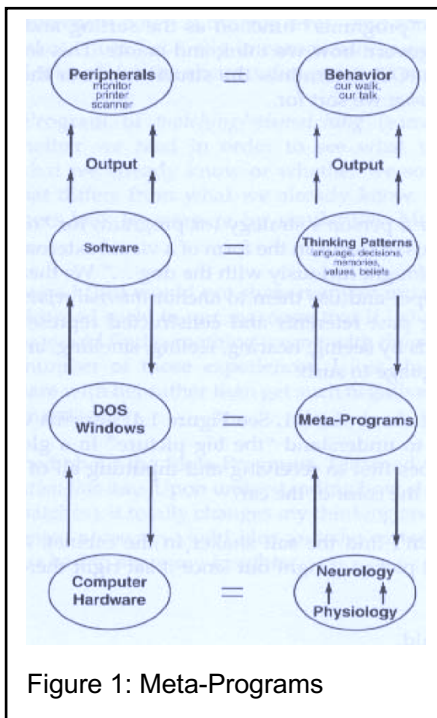 Peripherals
monitor
printer
scanner
=
Behavior
our walk,
our talk
Output
Output
Software
=
Thinking Patterns
language, decisions,
memories,
values, beliefs
DOS
Windows
Meta-Programs
Computer
Hardware
=
Neurology
Physiology
Figure 1: Meta-Programs